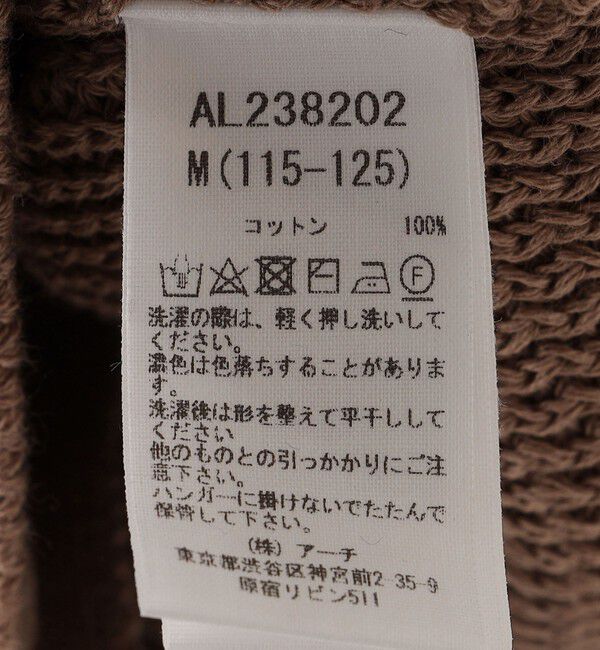 AL238202
M(115-125)
コットン 100%
F
洗濯の際は、軽く押し洗いして
ください。
濃色は色落ちすることがありま
す。
洗濯後は形を整えて平干しして
ください
他のものとの引っかかりにご注
意下さい。
ハンガーに掛けないでたたんで
保管して下さい。
(株) アーチ
東京都渋谷区神宮前2-35-9
原宿リビン511